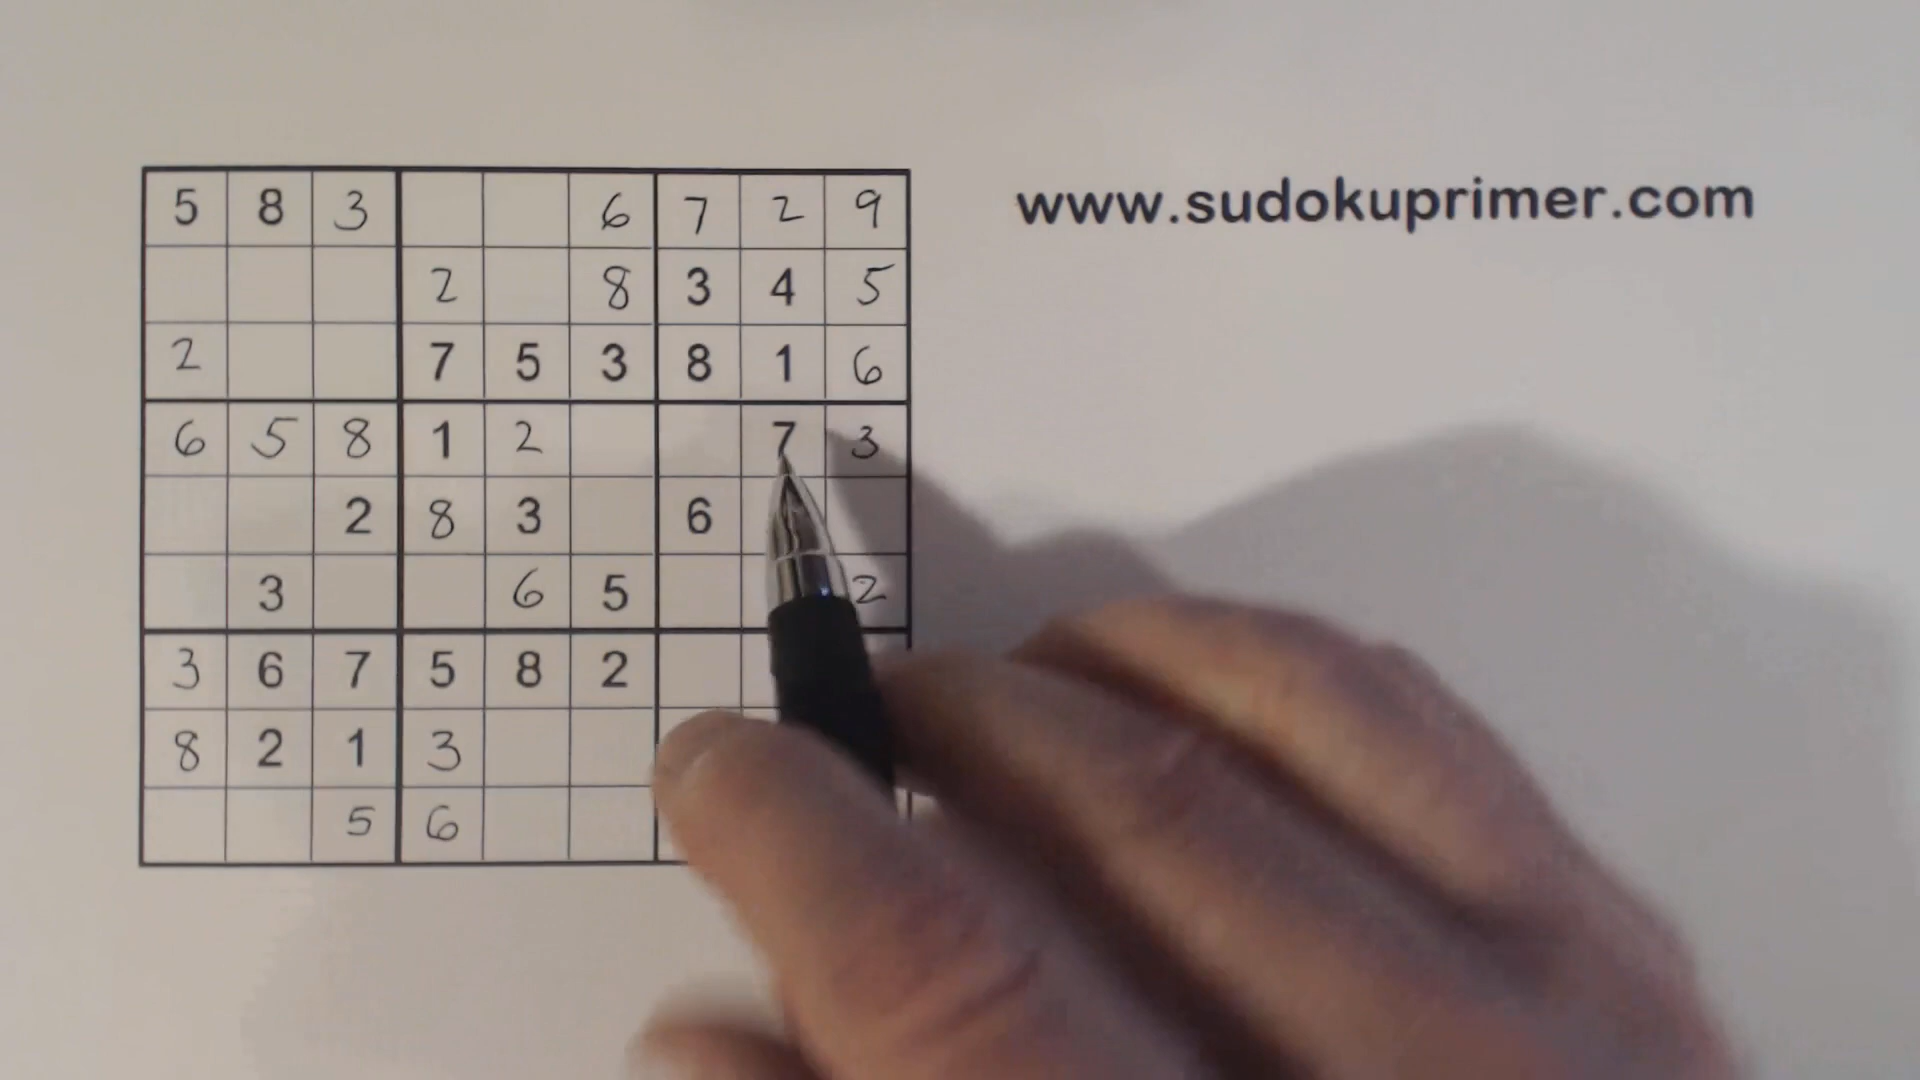 www.sudokuprimer.com
5 8 3 6 7 2 9
2 8 3 4 5
2 7 5 3 8 1 6
6 5 8 1 2 7 3
2 8 3 6
3 6 5 2
3 6 7 5 8 2
8 2 1 3
5 6